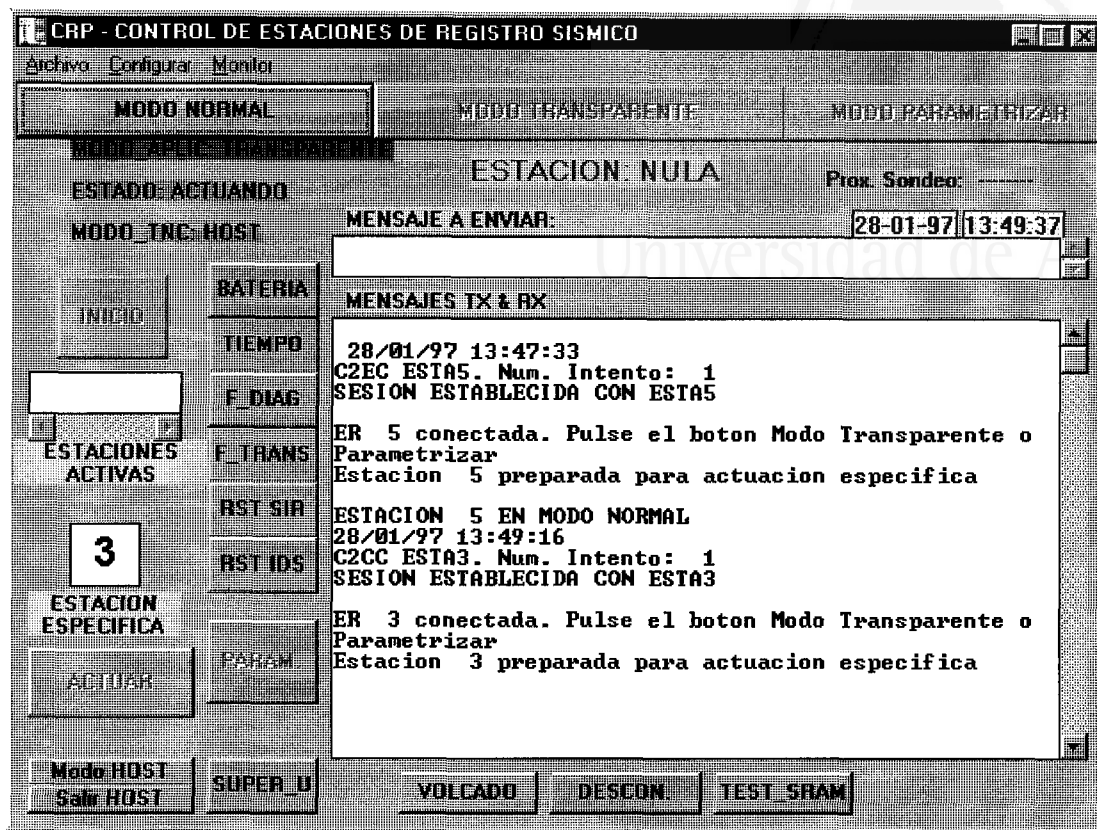 CRP - CONTROL DE ESTACIONES DE REGISTRO SISMICO
Archivo Configurar Monitor
MODO NORMAL MODO TRANSPARENTE MODO PARAMETRIZAR
MODO_APLIC: TRANSPARENTE
ESTACION: NULA
Prox. Sondeo: -------
ESTADO: ACTUANDO
MODO_TNC: HOST
MENSAJE A ENVIAR:
28-01-97 13:49:37
Universidad de A
INICIO
BATERIA
TIEMPO
F_DIAG
F_TRANS
RST SIR
RST IDS
PARAM
ESTACIONES
ACTIVAS
3
ESTACION
ESPECIFICA
ACTUAR
MENSAJES TX & RX
28/01/97 13:47:33
C2EC ESTA5. Num. Intento: 1
SESION ESTABLECIDA CON ESTA5
ER 5 conectada. Pulse el boton Modo Transparente o
Parametrizar
Estacion 5 preparada para actuacion especifica
ESTACION 5 EN MODO NORMAL
28/01/97 13:49:16
C2CC ESTA3. Num. Intento: 1
SESION ESTABLECIDA CON ESTA3
ER 3 conectada. Pulse el boton Modo Transparente o
Parametrizar
Estacion 3 preparada para actuacion especifica
Modo HOST
Salir HOST
SUPER_U
VOLCADO DESCON. TEST_SRAM